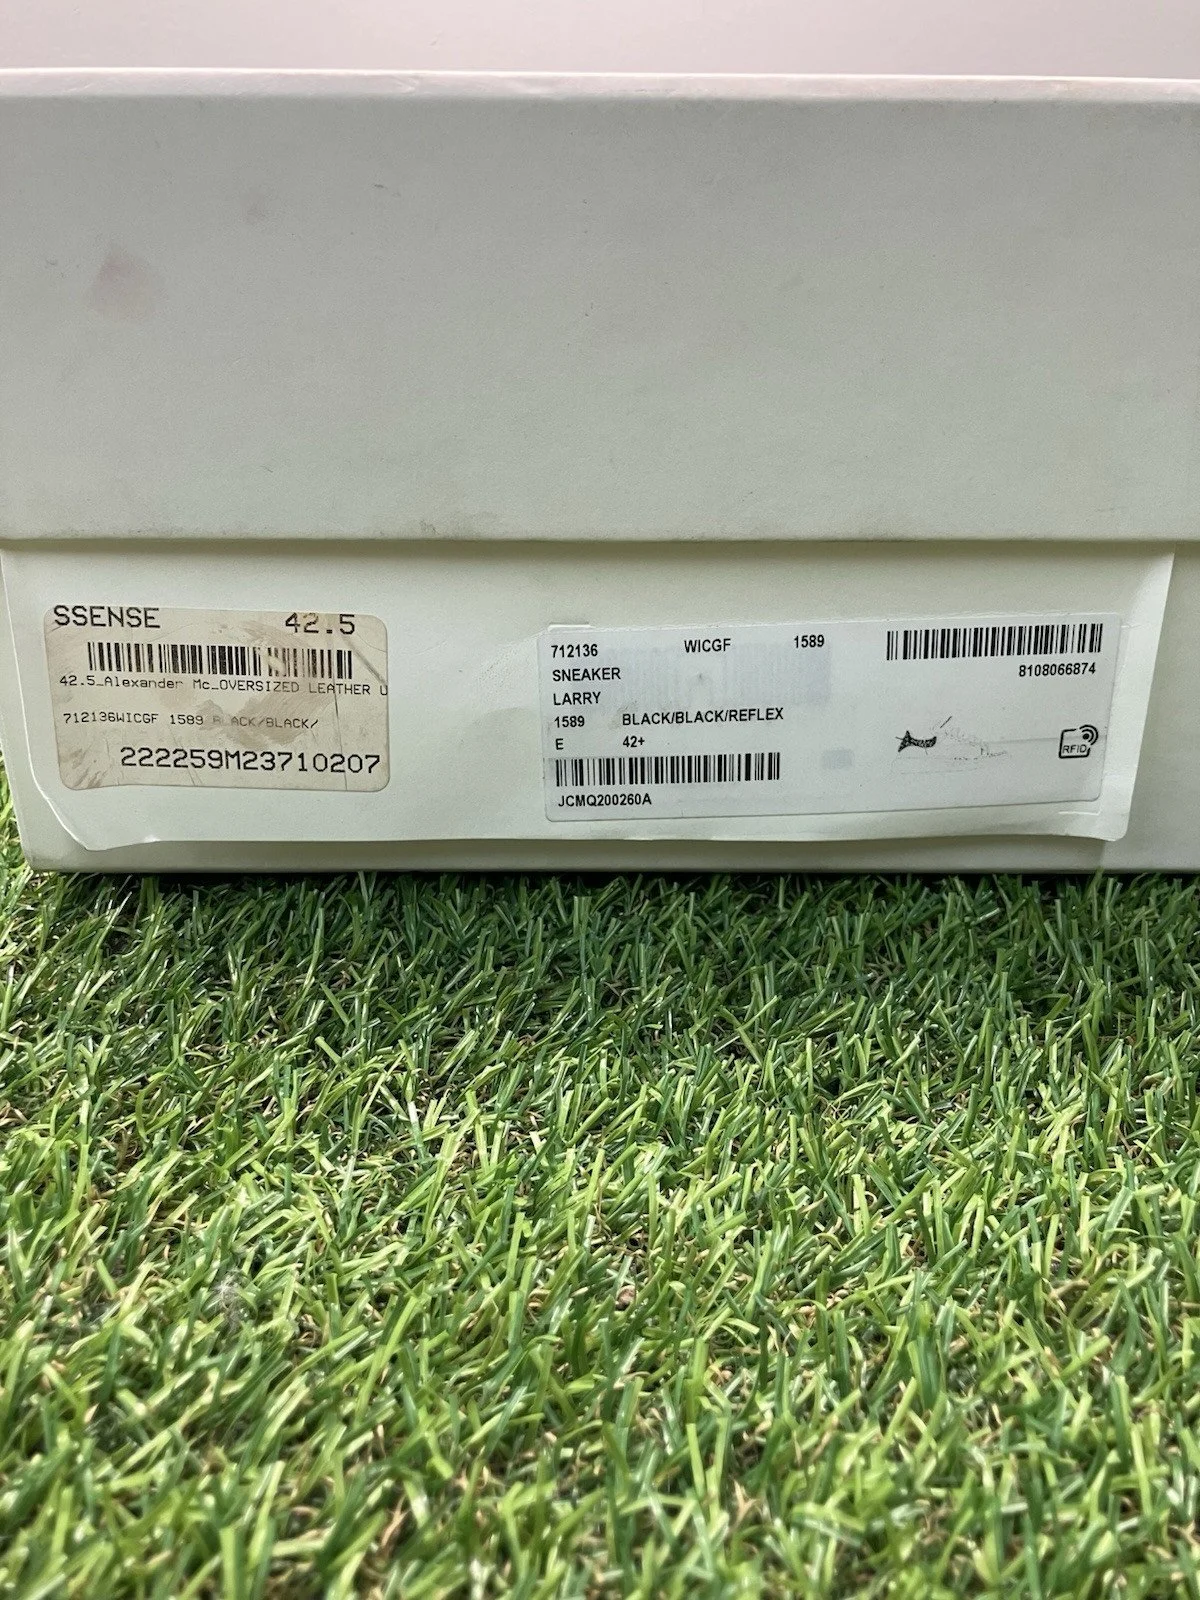 SSENSE 42.5
42.5_Alexander Mc_OVERSIZED LEATHER U
712136WICGF 1589 B ACK/BLACK/
222259M23710207
712136 WICGF 1589
8108066874
SNEAKER
LARRY
1589 BLACK/BLACK/REFLEX
E 42+
JCMQ200260A
RFID